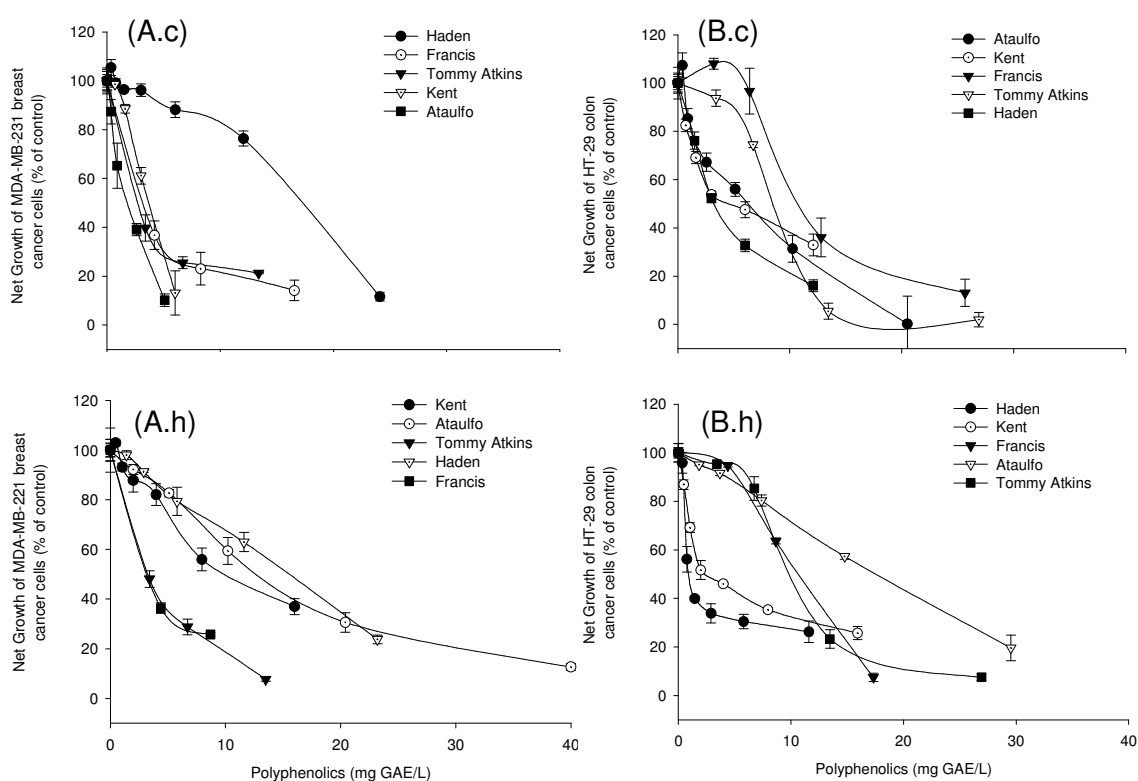 (A.c)
Net Growth of MDA-MB-231 breast
cancer cells (% of control)
120
100
80
60
40
20
0
Haden
Francis
Tommy Atkins
Kent
Ataulfo
(B.c)
Net Growth of HT-29 colon
cancer cells (% of control)
120
100
80
60
40
20
0
0
10
20
30
40
Ataulfo
Kent
Francis
Tommy Atkins
Haden
(A.h)
Net Growth of MDA-MB-221 breast
cancer cells (% of control)
120
100
80
60
40
20
0
0
10
20
30
40
Polyphenolics (mg GAE/L)
Kent
Ataulfo
Tommy Atkins
Haden
Francis
(B.h)
Net Growth of HT-29 colon
cancer cells (% of control)
120
100
80
60
40
20
0
0
10
20
30
40
Polyphenolics (mg GAE/L)
Haden
Kent
Francis
Ataulfo
Tommy Atkins